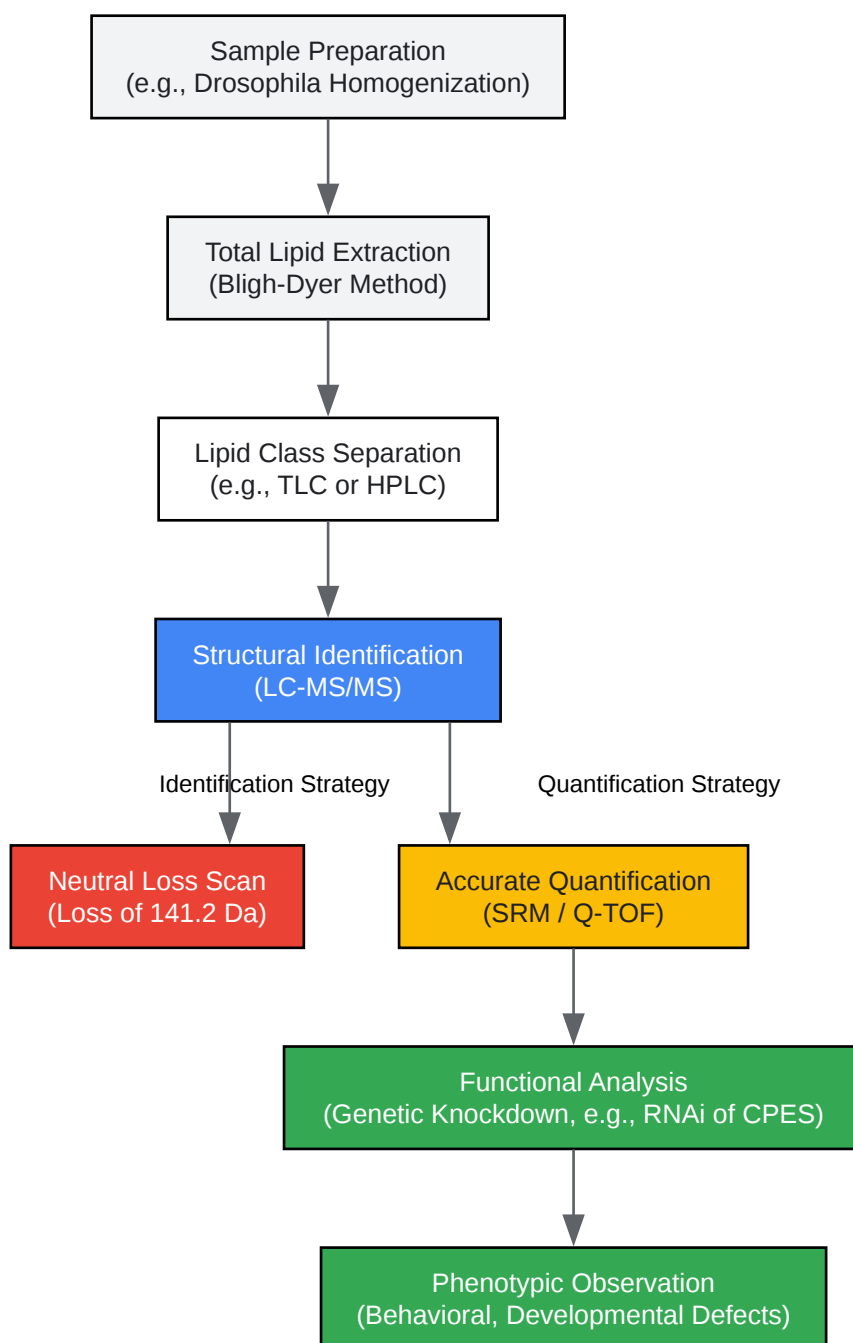 Sample Preparation
(e.g., Drosophila Homogenization)
Total Lipid Extraction
(Bligh-Dyer Method)
Lipid Class Separation
(e.g., TLC or HPLC)
Structural Identification
(LC-MS/MS)
Identification Strategy
Quantification Strategy
Neutral Loss Scan
(Loss of 141.2 Da)
Accurate Quantification
(SRM / Q-TOF)
Functional Analysis
(Genetic Knockdown, e.g., RNAi of CPES)
Phenotypic Observation
(Behavioral, Developmental Defects)